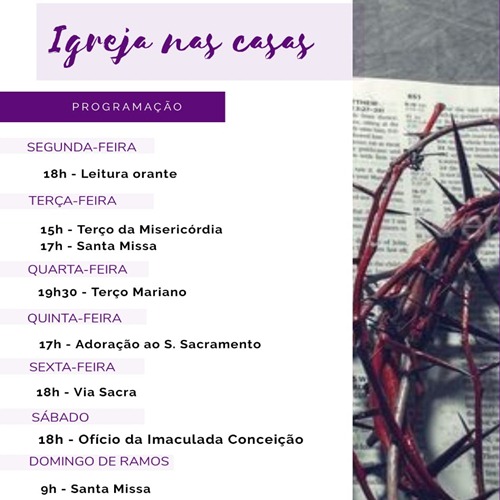 Igreja nas casas
PROGRAMAÇÃO
SEGUNDA-FEIRA
18h - Leitura orante
TERÇA-FEIRA
15h - Terço da Misericórdia
17h - Santa Missa
QUARTA-FEIRA
19h30 - Terço Mariano
QUINTA-FEIRA
17h - Adoração ao S. Sacramento
SEXTA-FEIRA
18h - Via Sacra
SÁBADO
18h - Ofício da Imaculada Conceição
DOMINGO DE RAMOS
9h - Santa Missa